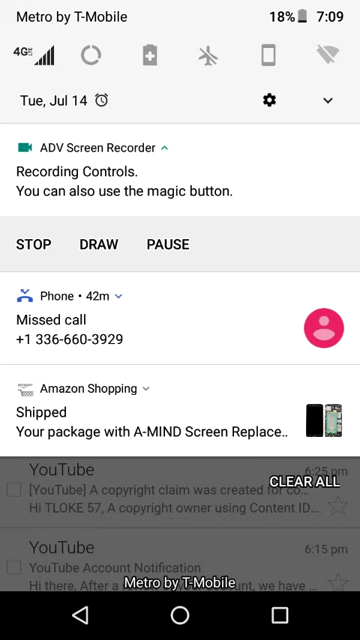 Metro by T-Mobile 18% 7:09
4G
Tue, Jul 14
ADV Screen Recorder
Recording Controls.
You can also use the magic button.
STOP DRAW PAUSE
Phone • 42m
Missed call
+1 336-660-3929
Amazon Shopping
Shipped
Your package with A-MIND Screen Replace..
YouTube 6:25 pm
CLEAR ALL
[YouTube] A copyright claim was created for co...
Hi TLOKE 57, A copyright owner using Content ID...
YouTube 6:15 pm
YouTube Account Notification
Hi there, After a review of your account, we have ...
Metro by T-Mobile